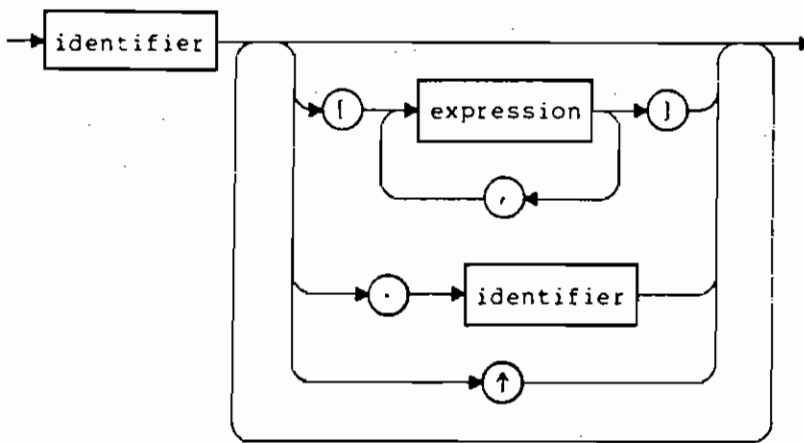 identifier
[ expression ]
,
. identifier
↑